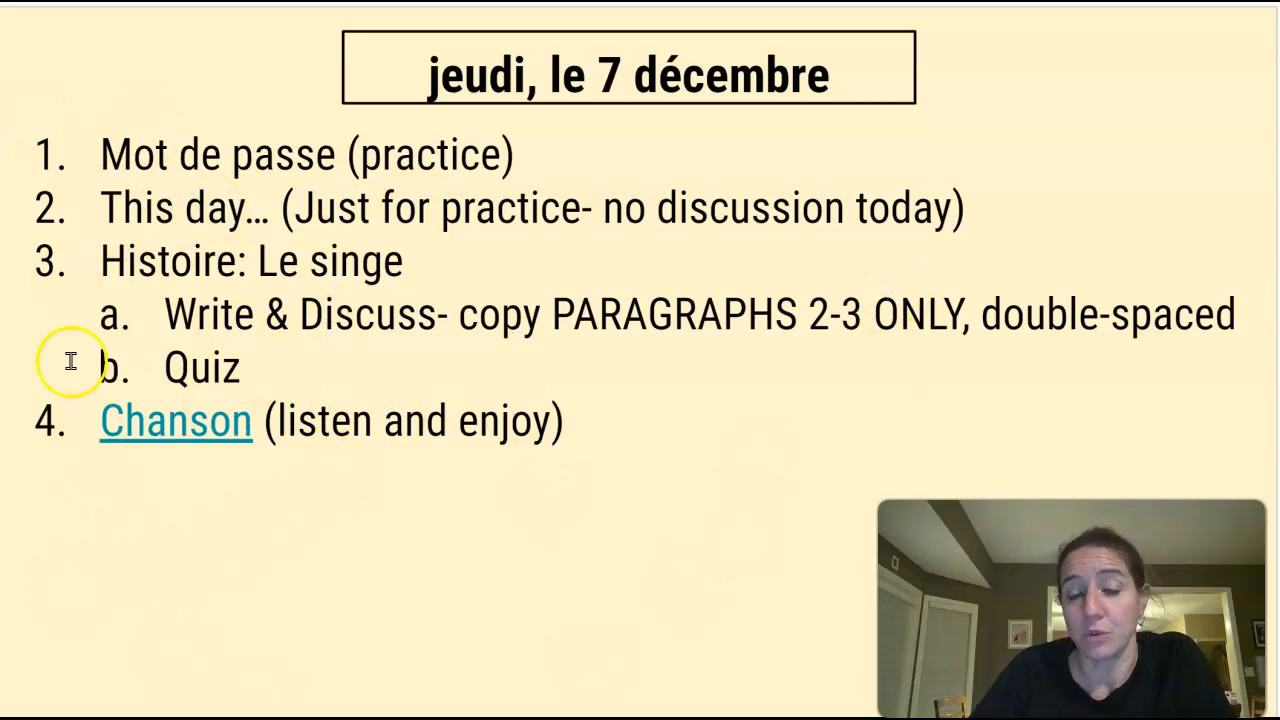 jeudi, le 7 décembre
1. Mot de passe (practice)
2. This day… (Just for practice- no discussion today)
3. Histoire: Le singe
a. Write & Discuss- copy PARAGRAPHS 2-3 ONLY, double-spaced
b. Quiz
4. Chanson (listen and enjoy)